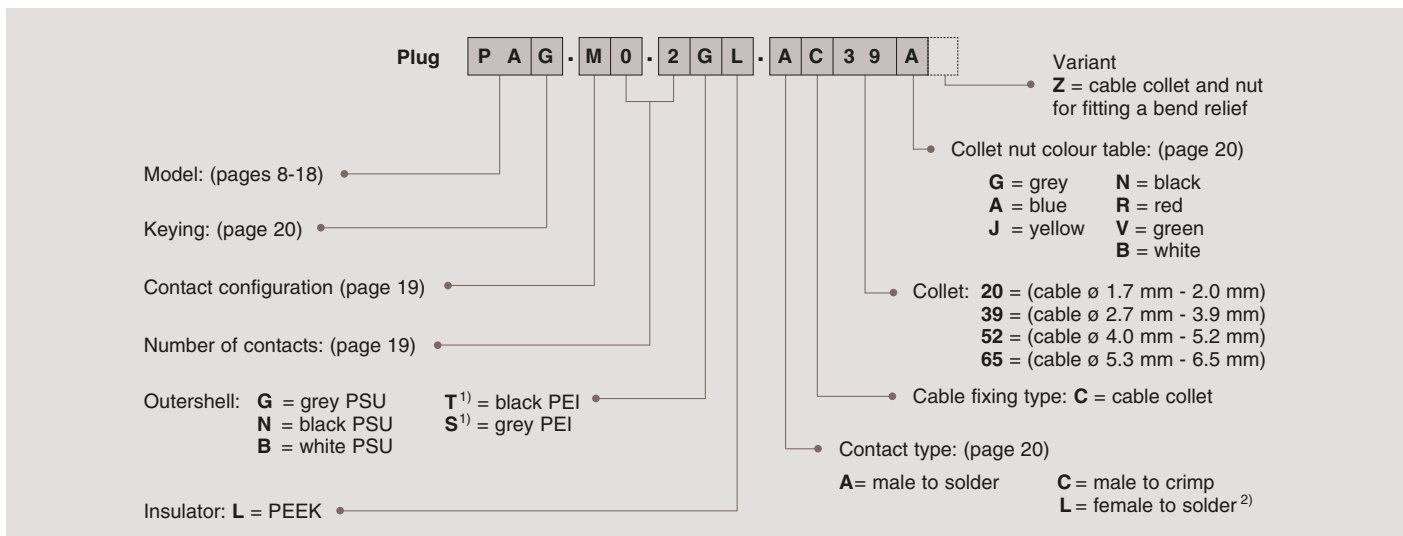 Plug P A G . M 0 . 2 G L . A C 3 9 A
Variant
Z = cable collet and nut
for fitting a bend relief
Collet nut colour table: (page 20)
G = grey N = black
A = blue R = red
J = yellow V = green
B = white
Model: (pages 8-18)
Keying: (page 20)
Contact configuration (page 19)
Number of contacts: (page 19)
Collet: 20 = (cable ø 1.7 mm - 2.0 mm)
39 = (cable ø 2.7 mm - 3.9 mm)
52 = (cable ø 4.0 mm - 5.2 mm)
65 = (cable ø 5.3 mm - 6.5 mm)
Outershell: G = grey PSU T1) = black PEI
N = black PSU S1) = grey PEI
B = white PSU
Cable fixing type: C = cable collet
Contact type: (page 20)
A= male to solder C = male to crimp
L = female to solder 2)
Insulator: L = PEEK